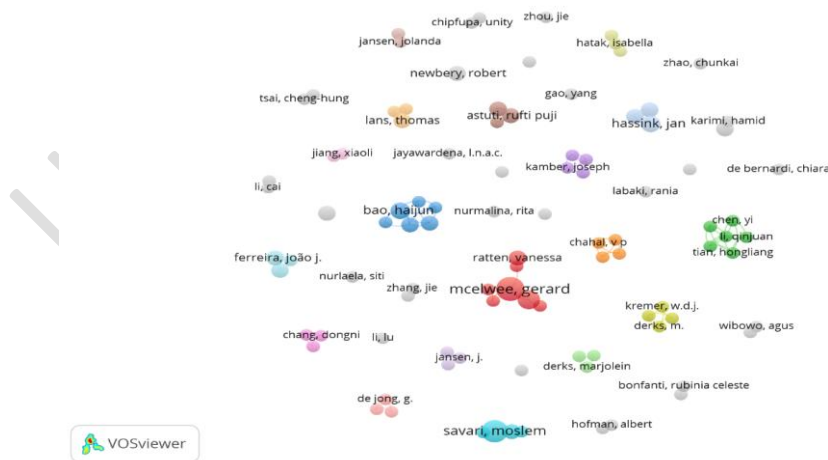 zhou, jie
chipfupa, unity
jansen, jolanda
hatak, isabella
zhao, chunkai
newbery, robert
tsai, cheng-hung
gao, yang
lans, thomas
astuti, rufti puji
hassink, jan
karimi, hamid
jiang, xiaoli
jayawardena, l.n.a.c.
kamber, joseph
de bernardi, chiara
li, cai
labaki, rania
bao, haijun
nurmalina, rita
chen, yi
li, qinjuan
chahal, v p
tian, hongliang
ferreira, joão j.
ratten, vanessa
nurlaela, siti
zhang, jie
mcelwee, gerard
kremer, w.d.j.
chang, dongni
li, lu
derks, m.
wibowo, agus
jansen, j.
derks, marjolein
bonfanti, rubinia celeste
de jong, g.
savari, moslem
hofman, albert
VOSviewer